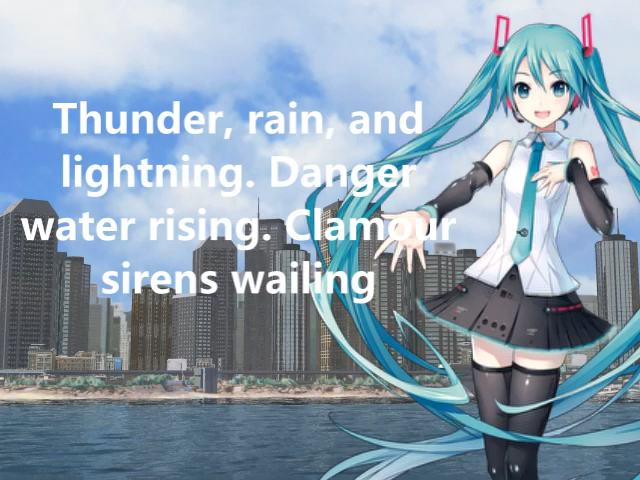 Thunder, rain, and
lightning. Danger
water rising. Clamour
sirens wailing